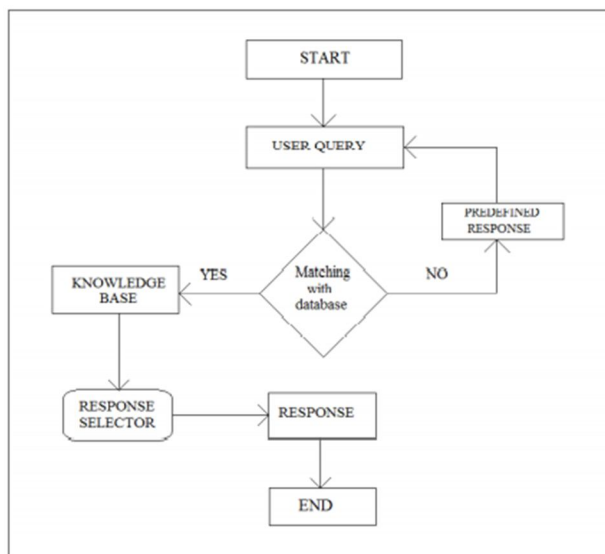 START
USER QUERY
PREDEFINED
RESPONSE
YES
Matching
with
database
NO
KNOWLEDGE
BASE
RESPONSE
SELECTOR
RESPONSE
END